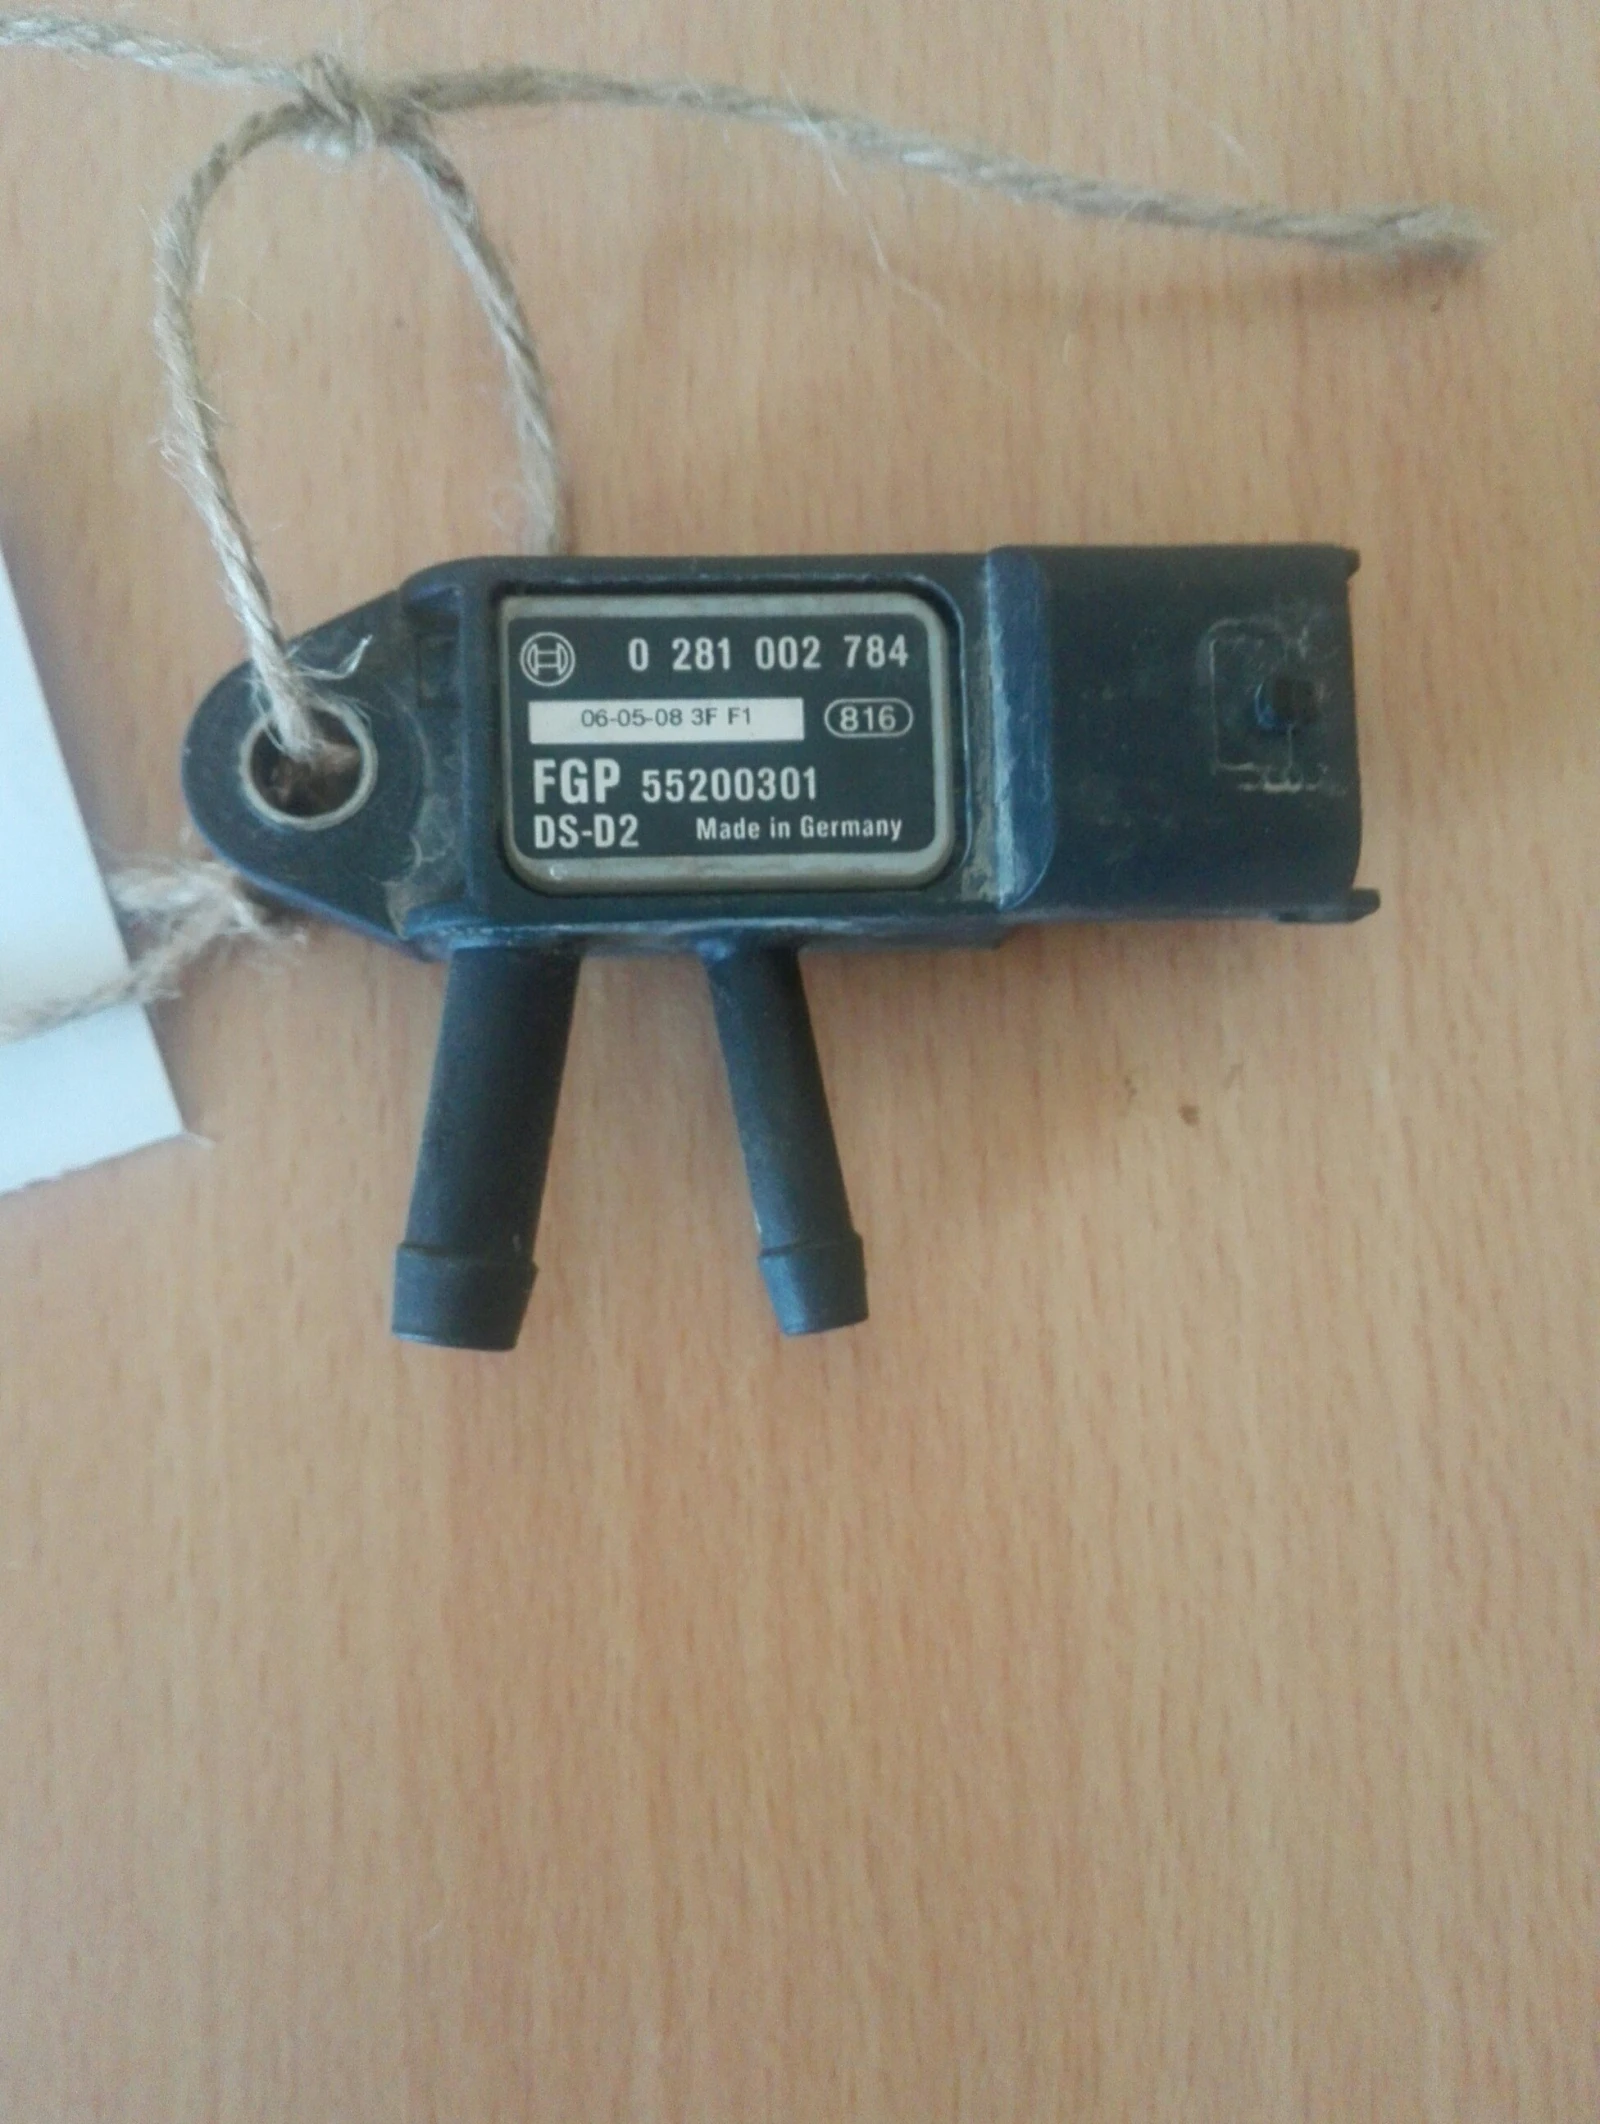 0 281 002 784
06-05-08 3F F1 816
FGP 55200301
DS-D2 Made in Germany